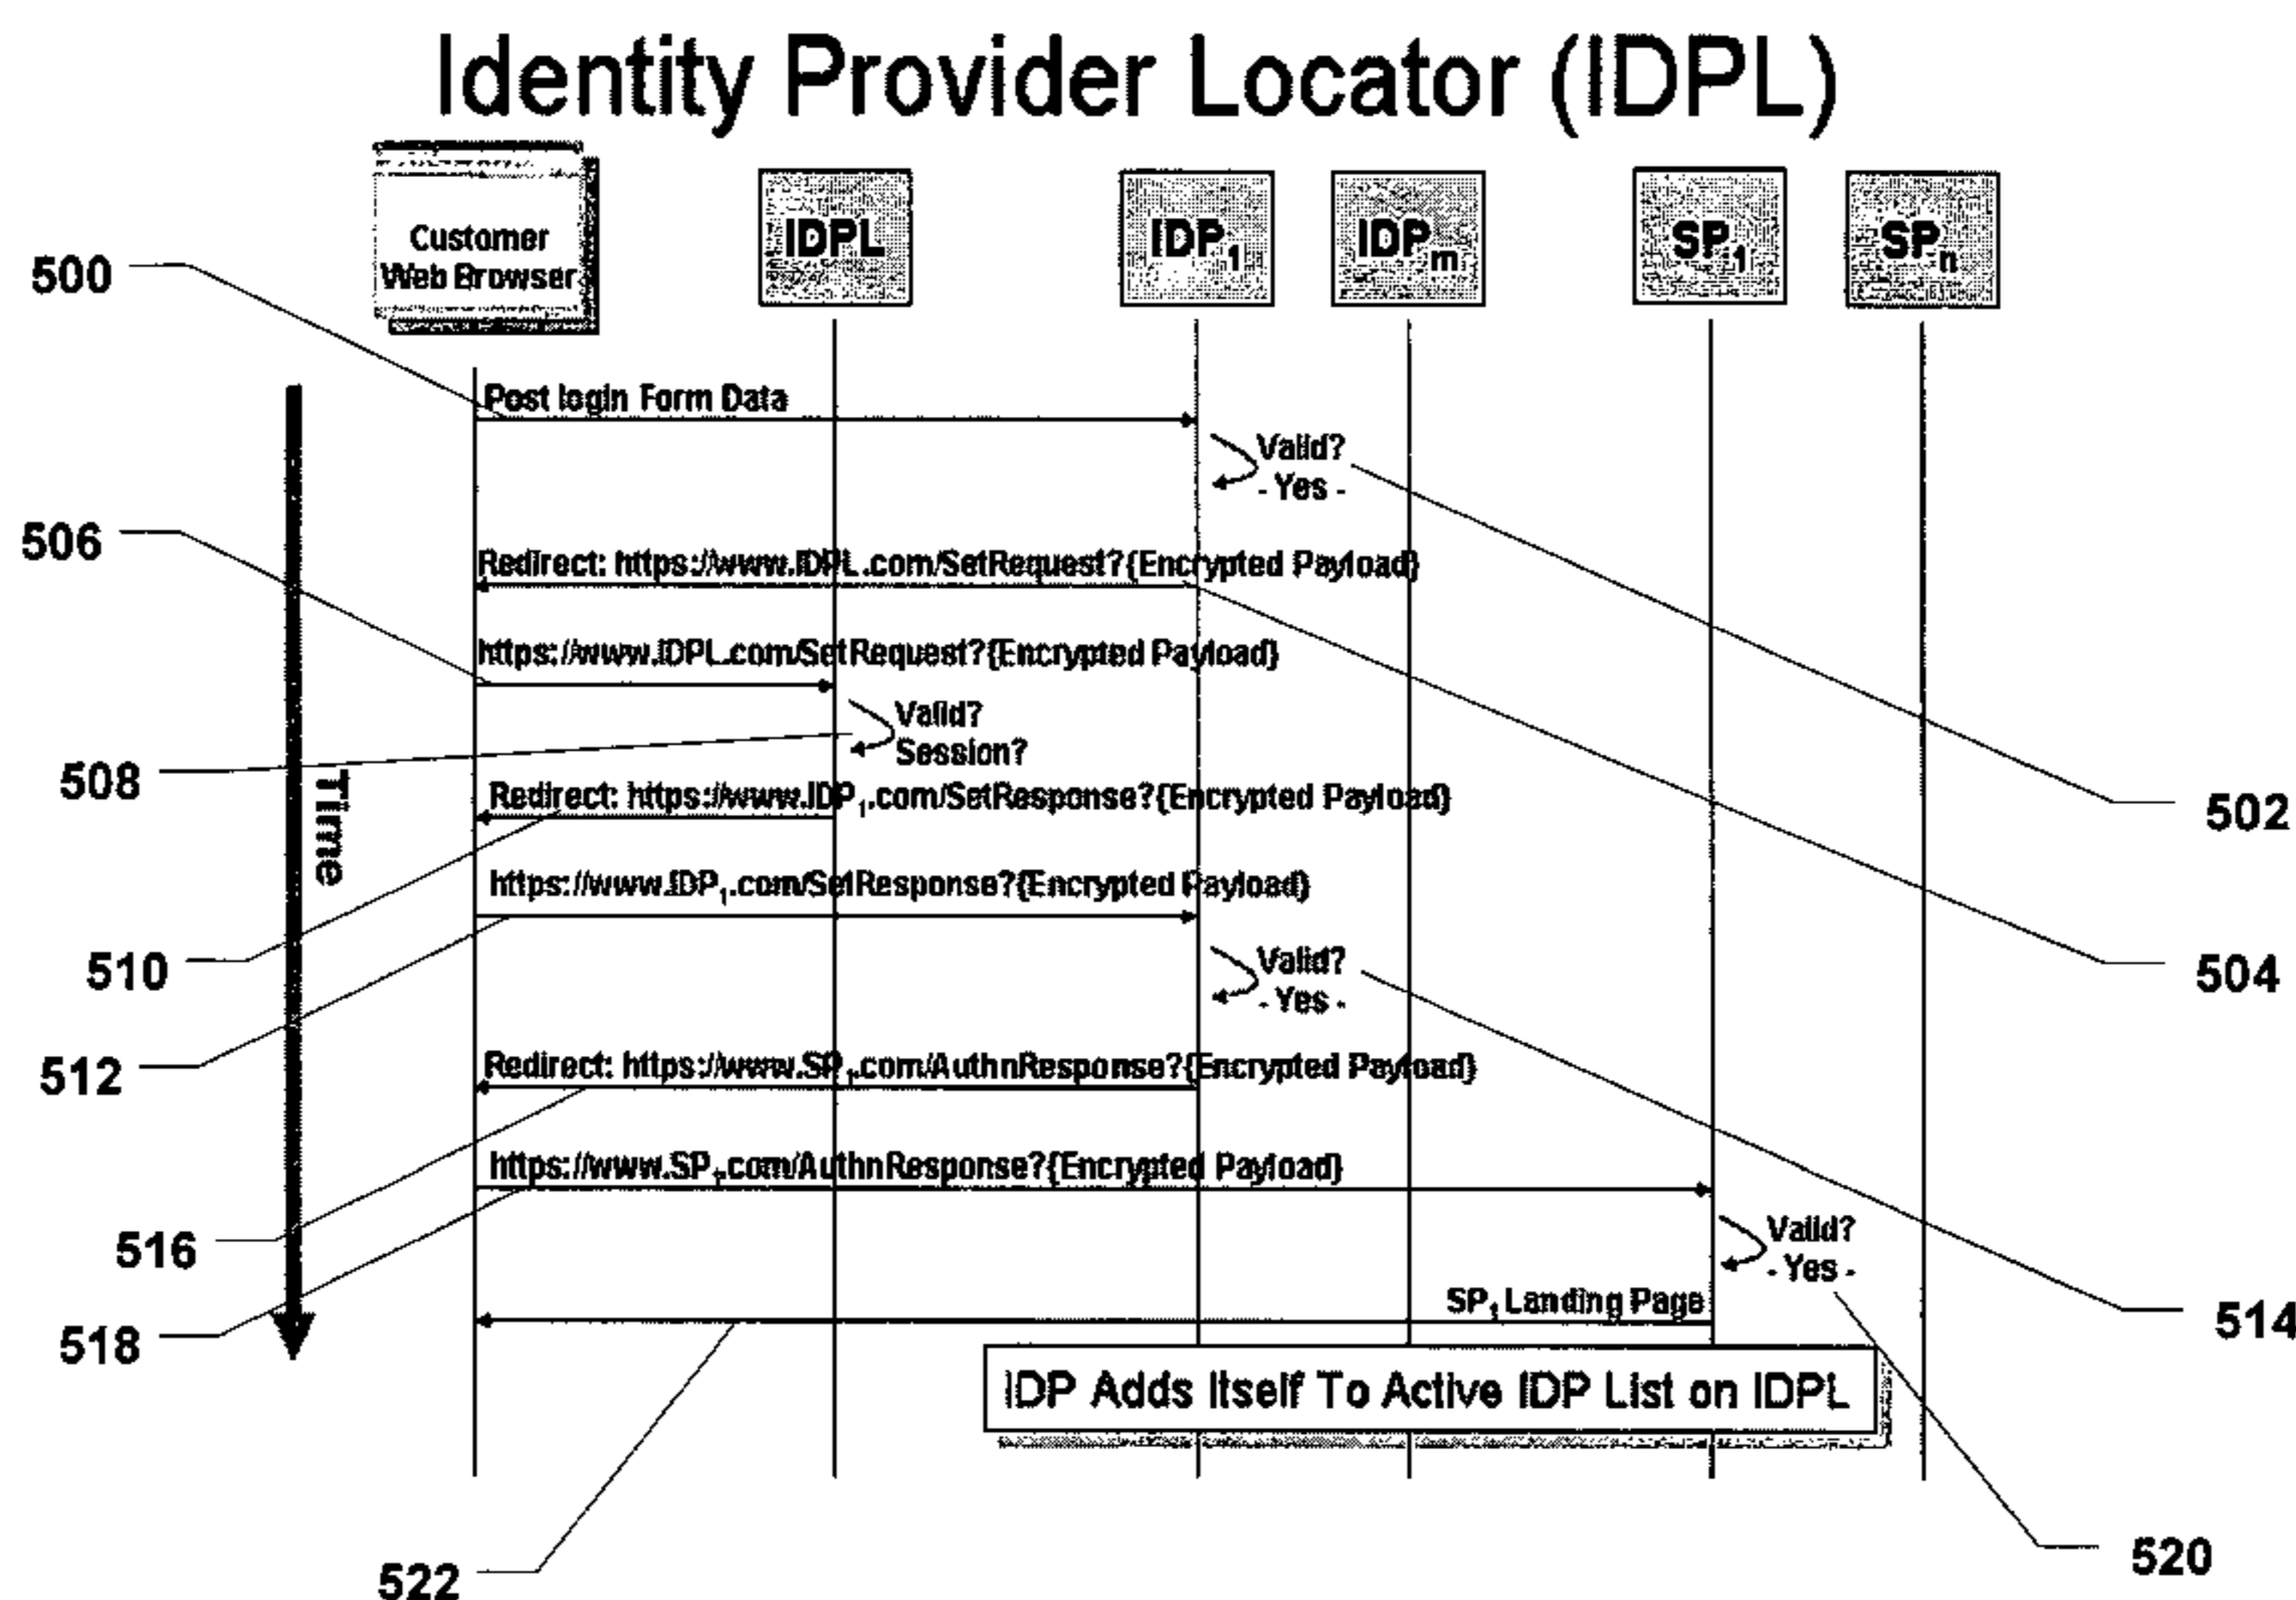 Identity Provider Locator (IDPL)
Customer
Web Browser
IDPL
IDP₁
IDPₘ
SP₁
SPₙ
500
Post login Form Data
Valid?
- Yes -
506
Redirect: https://www.IDPL.com/SetRequest?{Encrypted Payload}
https://www.IDPL.com/SetRequest?{Encrypted Payload}
Valid?
Session?
508
Time
Redirect: https://www.IDP₁.com/SetResponse?{Encrypted Payload}
502
https://www.IDP₁.com/SetResponse?{Encrypted Payload}
510
Valid?
- Yes -
504
512
Redirect: https://www.SP₁.com/AuthnResponse?{Encrypted Payload}
https://www.SP₁.com/AuthnResponse?{Encrypted Payload}
516
Valid?
- Yes -
SP₁ Landing Page
514
518
IDP Adds Itself To Active IDP List on IDPL
520
522